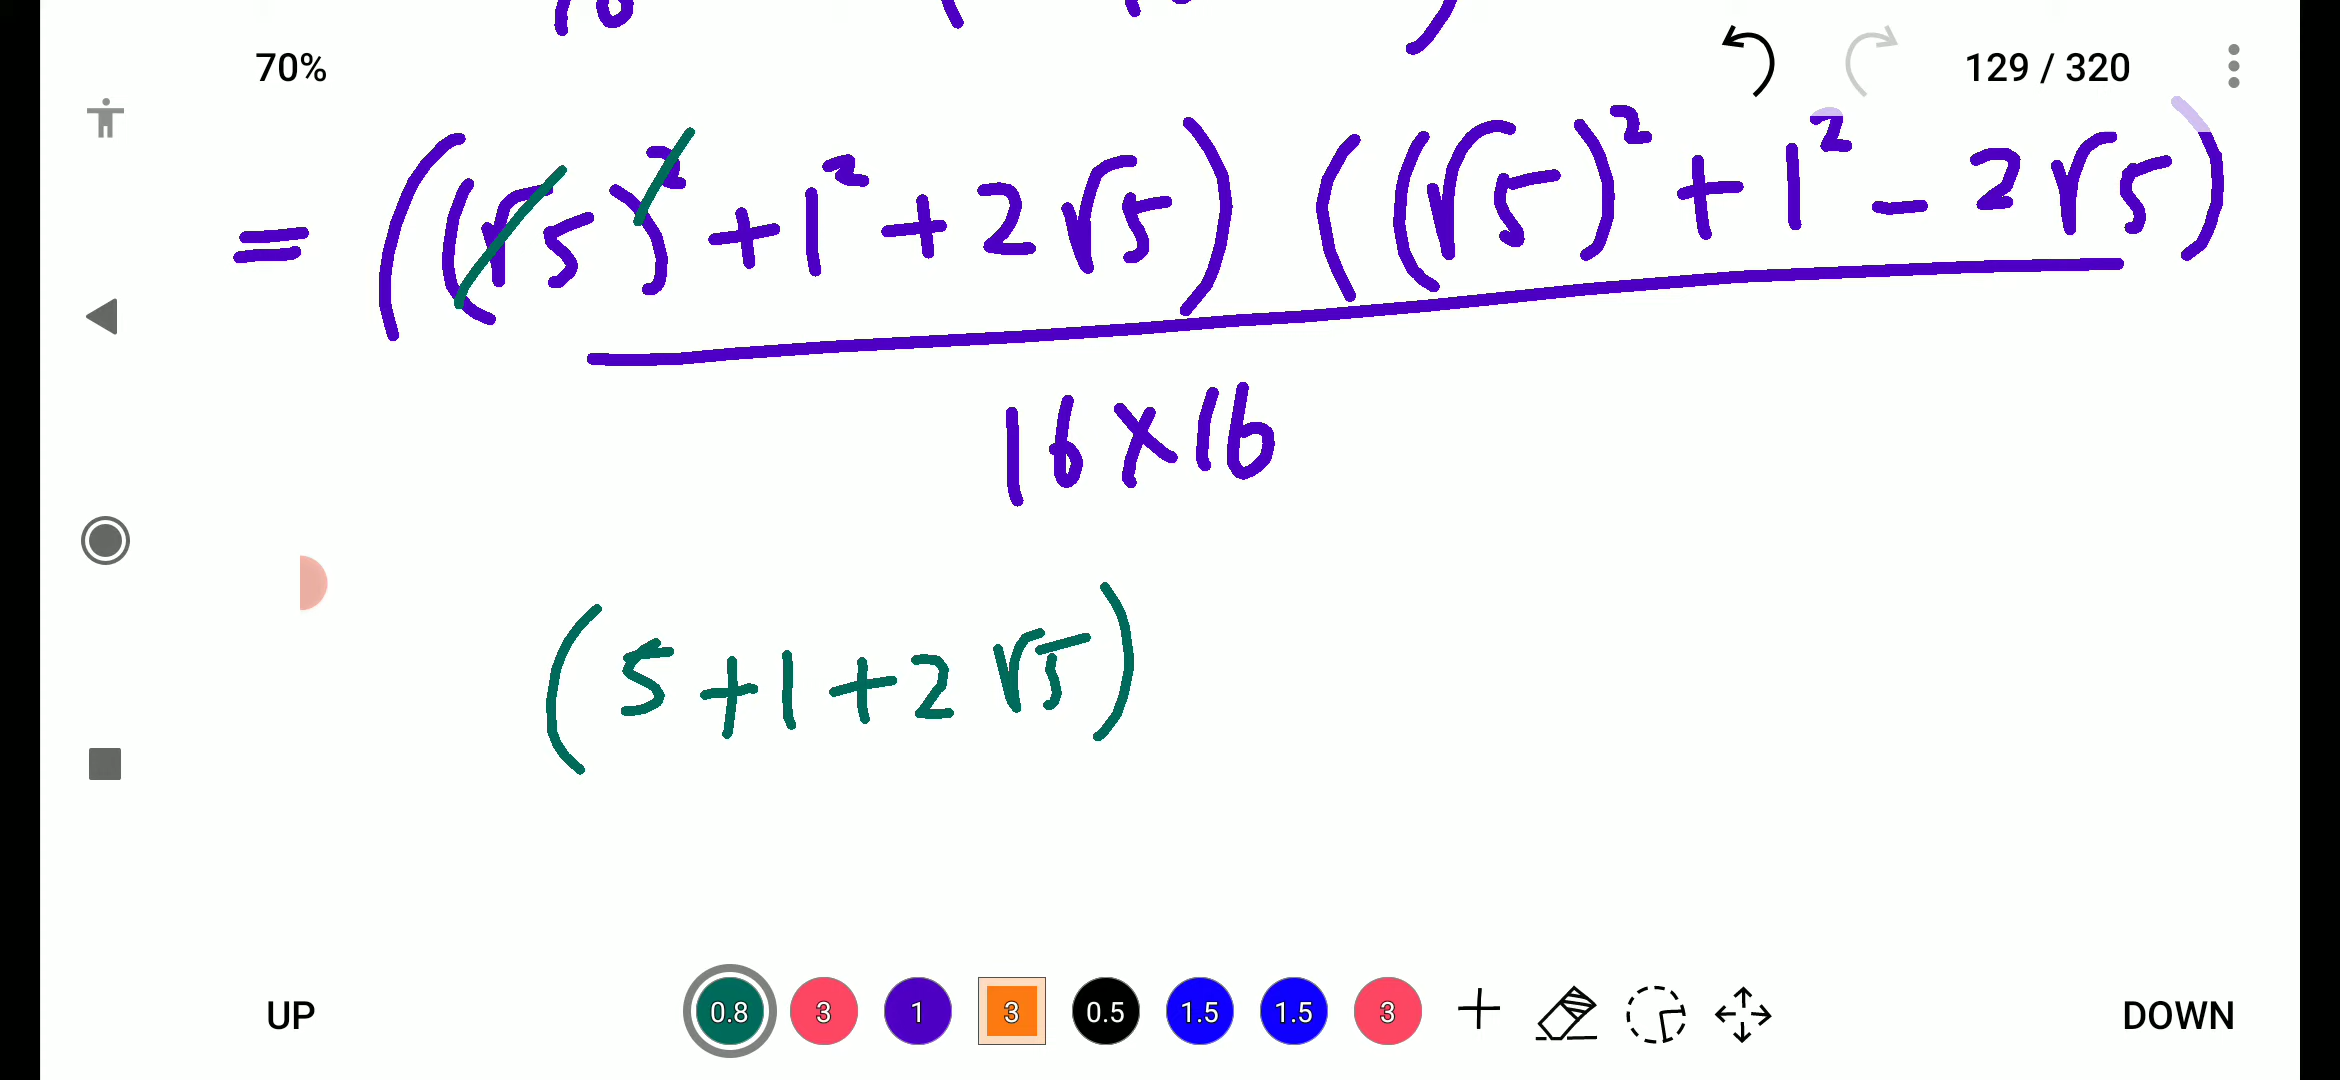 70% 129 / 320
= ((√5)² + 1² + 2√5) ((√5)² + 1² - 2√5)
16 × 16
(5 + 1 + 2√5)
UP 0.8 3 1 3 0.5 1.5 1.5 3 + DOWN